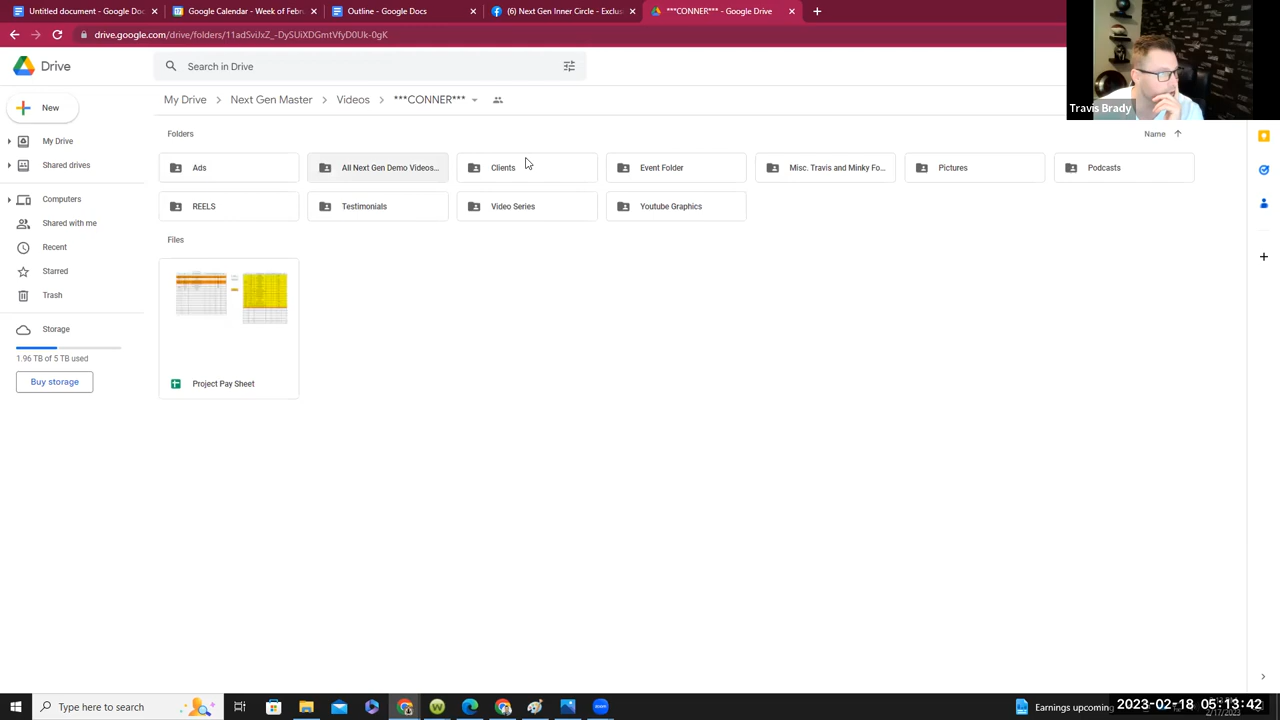 Untitled document - Google Doc
Google Calendar - Week of Febru
Outline - Google Docs
(6) Next Gen Inner Circle - Exclus
***CONNER*** - Google Drive
drive.google.com/drive/folders/11adSviJxZ_-DySUiXDGmtVfyD0Uk-0gK
Travis Brady
Drive
Search in Drive
New
My Drive
Next Gen Master
Videos
***CONNER***
Folders
Name
My Drive
Shared drives
Computers
Shared with me
Recent
Starred
Trash
Storage
1.96 TB of 5 TB used
Buy storage
Ads
All Next Gen Demo Videos...
Clients
Event Folder
Misc. Travis and Minky Fo...
Pictures
Podcasts
REELS
Testimonials
Video Series
Youtube Graphics
Files
Project Pay Sheet
Type here to search
Earnings upcoming
2023-02-18 05:13:42